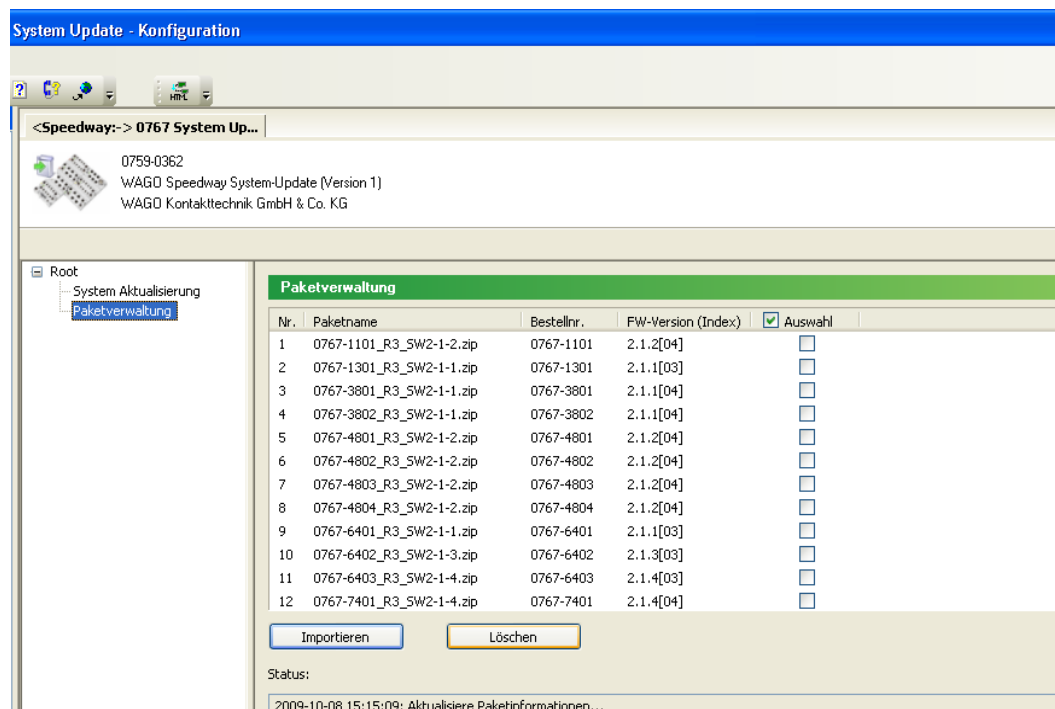 System Update - Konfiguration
HTML
<Speedway:-> 0767 System Up...
0759-0362
WAGO Speedway System-Update (Version 1)
WAGO Kontakttechnik GmbH & Co. KG
Root
System Aktualisierung
Paketverwaltung
Paketverwaltung
Nr. Paketname Bestellnr. FW-Version (Index) Auswahl
1 0767-1101_R3_SW2-1-2.zip 0767-1101 2.1.2[04]
2 0767-1301_R3_SW2-1-1.zip 0767-1301 2.1.1[03]
3 0767-3801_R3_SW2-1-1.zip 0767-3801 2.1.1[04]
4 0767-3802_R3_SW2-1-1.zip 0767-3802 2.1.1[04]
5 0767-4801_R3_SW2-1-2.zip 0767-4801 2.1.2[04]
6 0767-4802_R3_SW2-1-2.zip 0767-4802 2.1.2[04]
7 0767-4803_R3_SW2-1-2.zip 0767-4803 2.1.2[04]
8 0767-4804_R3_SW2-1-2.zip 0767-4804 2.1.2[04]
9 0767-6401_R3_SW2-1-1.zip 0767-6401 2.1.1[03]
10 0767-6402_R3_SW2-1-3.zip 0767-6402 2.1.3[03]
11 0767-6403_R3_SW2-1-4.zip 0767-6403 2.1.4[03]
12 0767-7401_R3_SW2-1-4.zip 0767-7401 2.1.4[04]
Importieren Löschen
Status:
2009-10-08 15:15:09: Aktualisiere Paketinformationen...